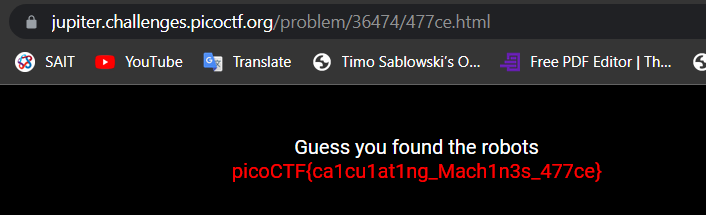 jupiter.challenges.picoctf.org/problem/36474/477ce.html
SAIT YouTube Translate Timo Sablowski's O... Free PDF Editor | Th...
Guess you found the robots
picoCTF{ca1cu1at1ng_Mach1n3s_477ce}